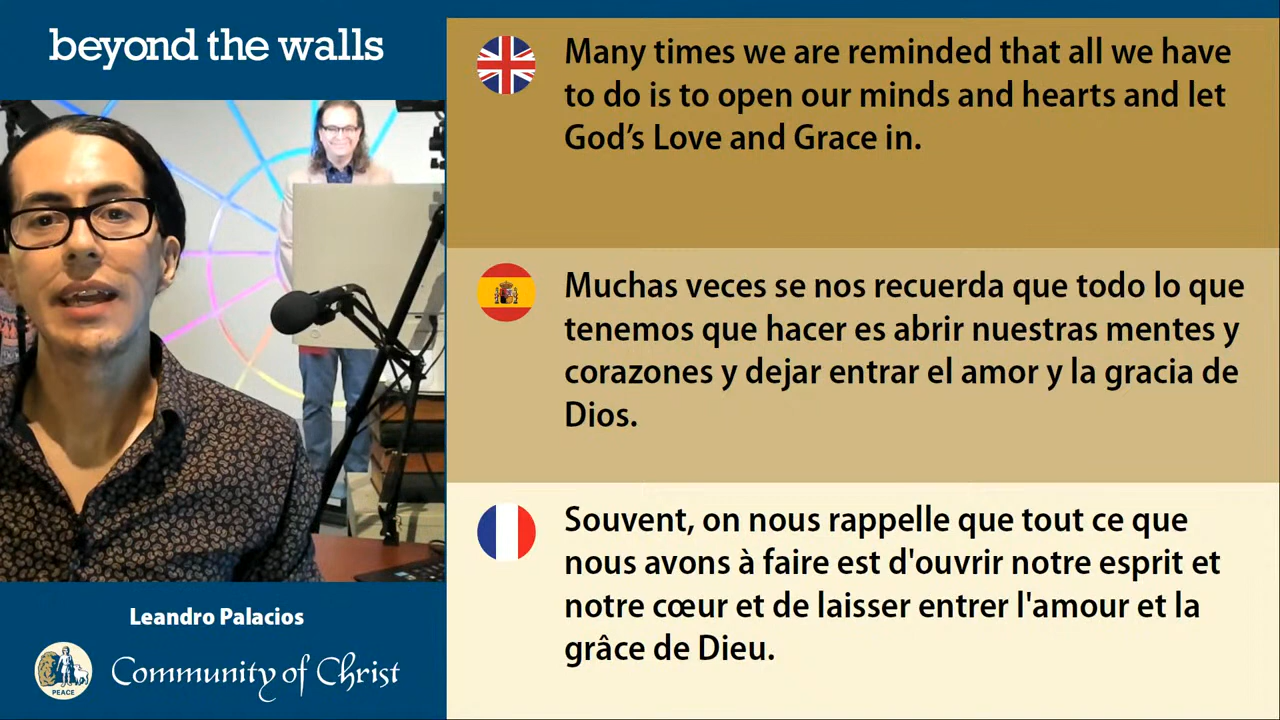 beyond the walls
Many times we are reminded that all we have
to do is to open our minds and hearts and let
God’s Love and Grace in.
Muchas veces se nos recuerda que todo lo que
tenemos que hacer es abrir nuestras mentes y
corazones y dejar entrar el amor y la gracia de
Dios.
Souvent, on nous rappelle que tout ce que
nous avons à faire est d'ouvrir notre esprit et
notre cœur et de laisser entrer l'amour et la
grâce de Dieu.
Leandro Palacios
PEACE
Community of Christ